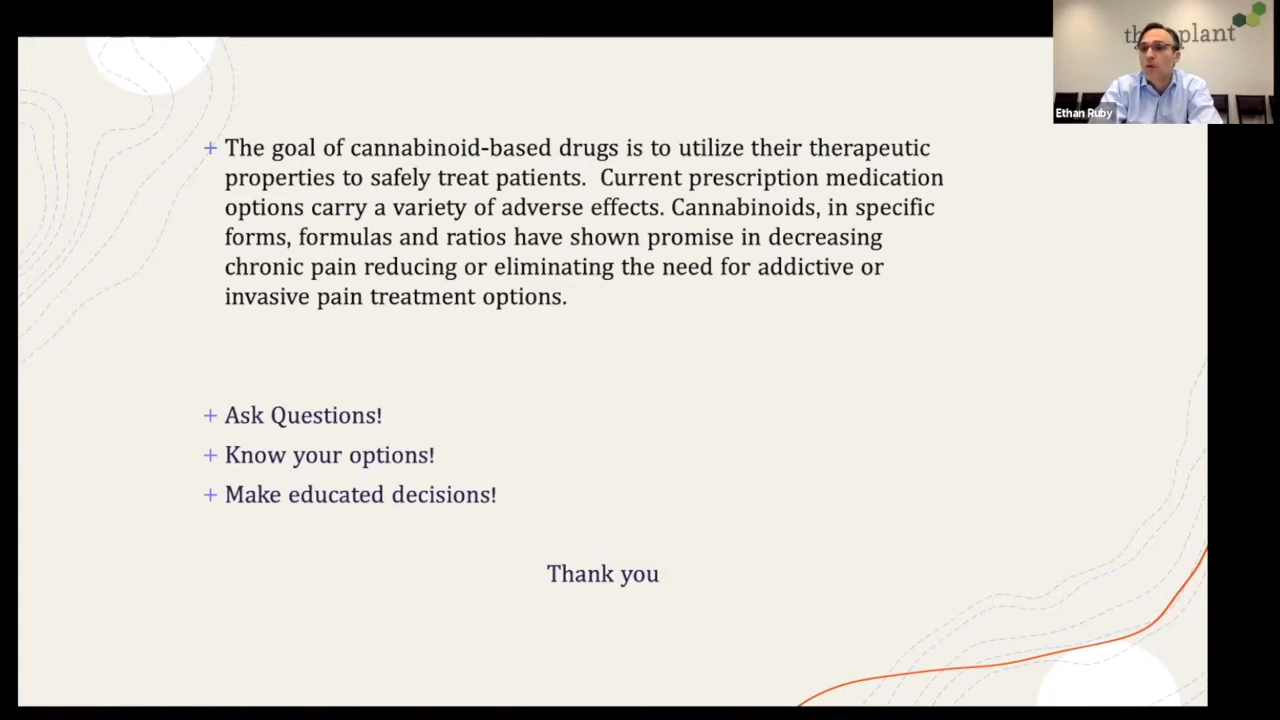 The goal of cannabinoid-based drugs is to utilize their therapeutic
properties to safely treat patients.  Current prescription medication
options carry a variety of adverse effects. Cannabinoids, in specific
forms, formulas and ratios have shown promise in decreasing
chronic pain reducing or eliminating the need for addictive or
invasive pain treatment options.
Ask Questions!
Know your options!
Make educated decisions!
Thank you
plant
Ethan Ruby